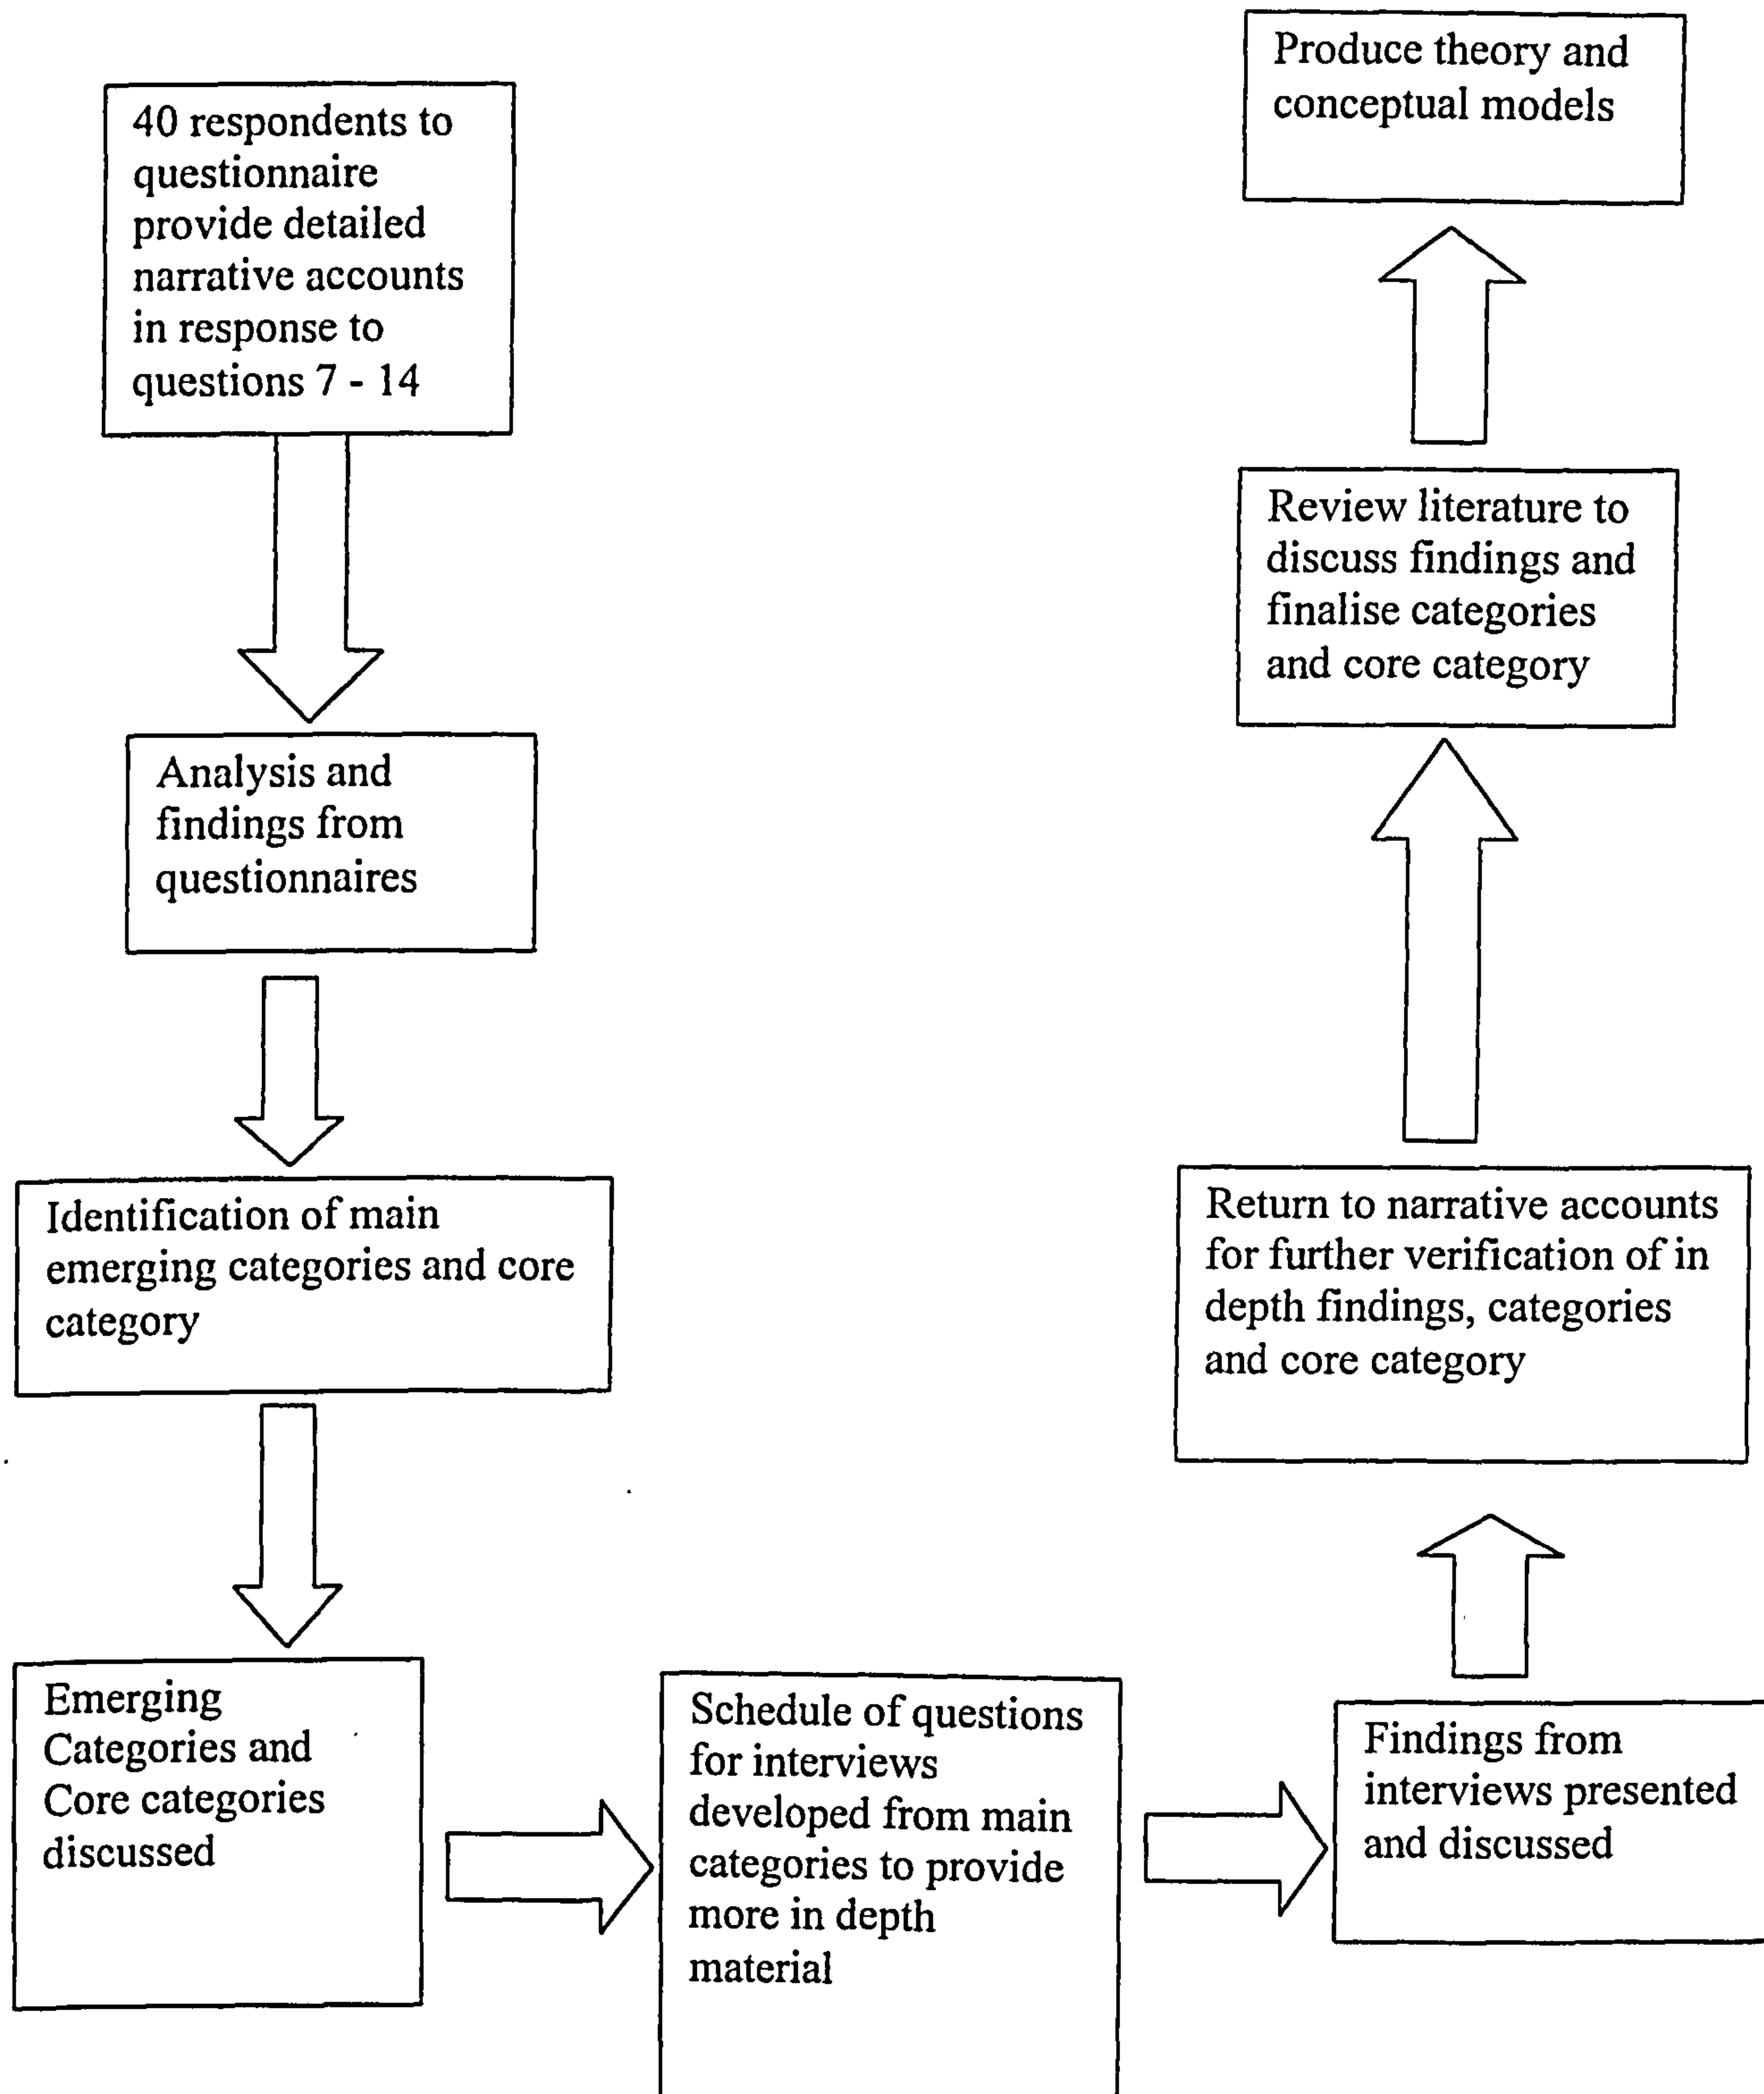 40 respondents to
questionnaire
provide detailed
narrative accounts
in response to
questions 7 - 14
Analysis and
findings from
questionnaires
Identification of main
emerging categories and core
category
Emerging
Categories and
Core categories
discussed
Schedule of questions
for interviews
developed from main
categories to provide
more in depth
material
Findings from
interviews presented
and discussed
Return to narrative accounts
for further verification of in
depth findings, categories
and core category
Review literature to
discuss findings and
finalise categories
and core category
Produce theory and
conceptual models